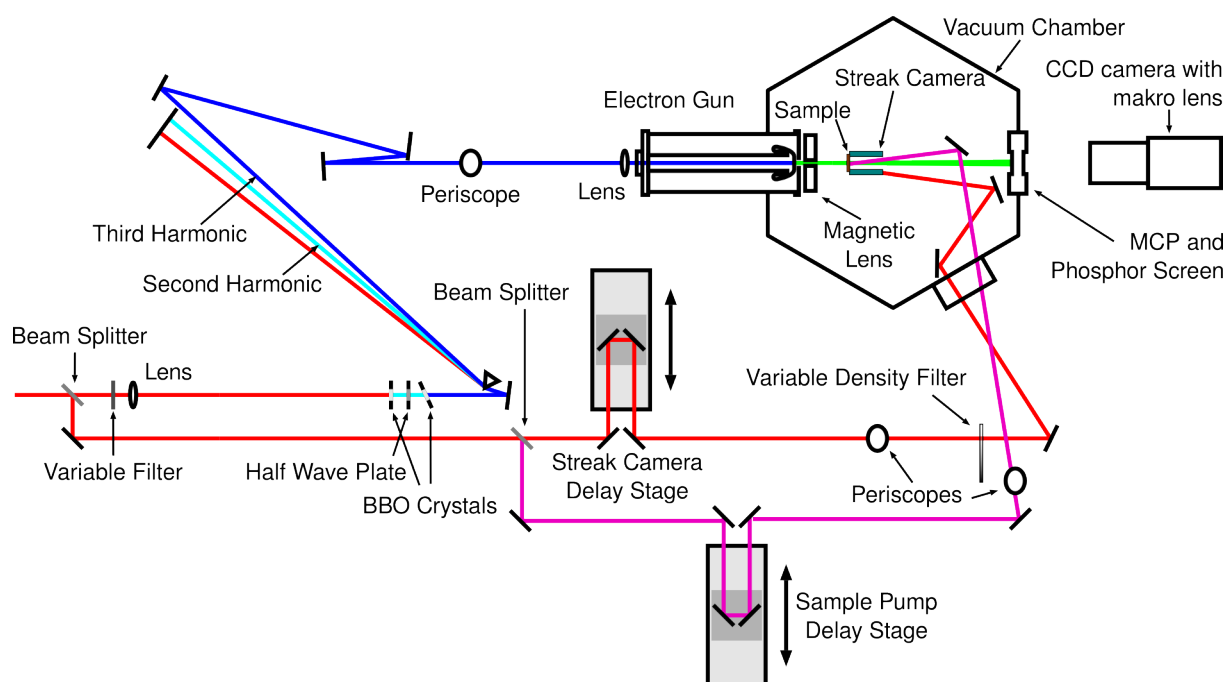 Vacuum Chamber
Streak Camera
CCD camera with
makro lens
Electron Gun
Sample
Periscope
Lens
Third Harmonic
Magnetic
Lens
MCP and
Phosphor Screen
Second Harmonic
Beam Splitter
Beam Splitter
Lens
Variable Density Filter
Variable Filter
Half Wave Plate
BBO Crystals
Streak Camera
Delay Stage
Periscopes
Sample Pump
Delay Stage